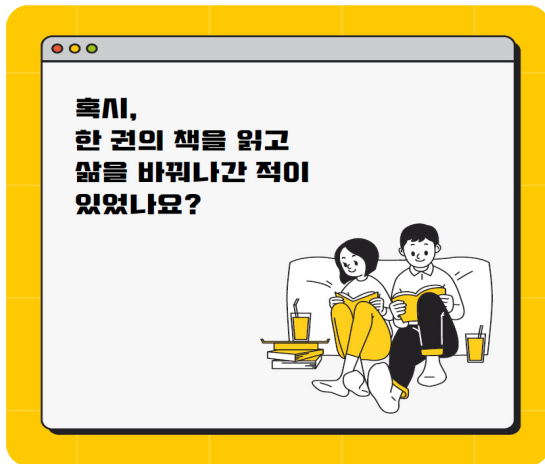 혹시,
한 권의 책을 읽고
삶을 바꿔나간 적이
있었나요?